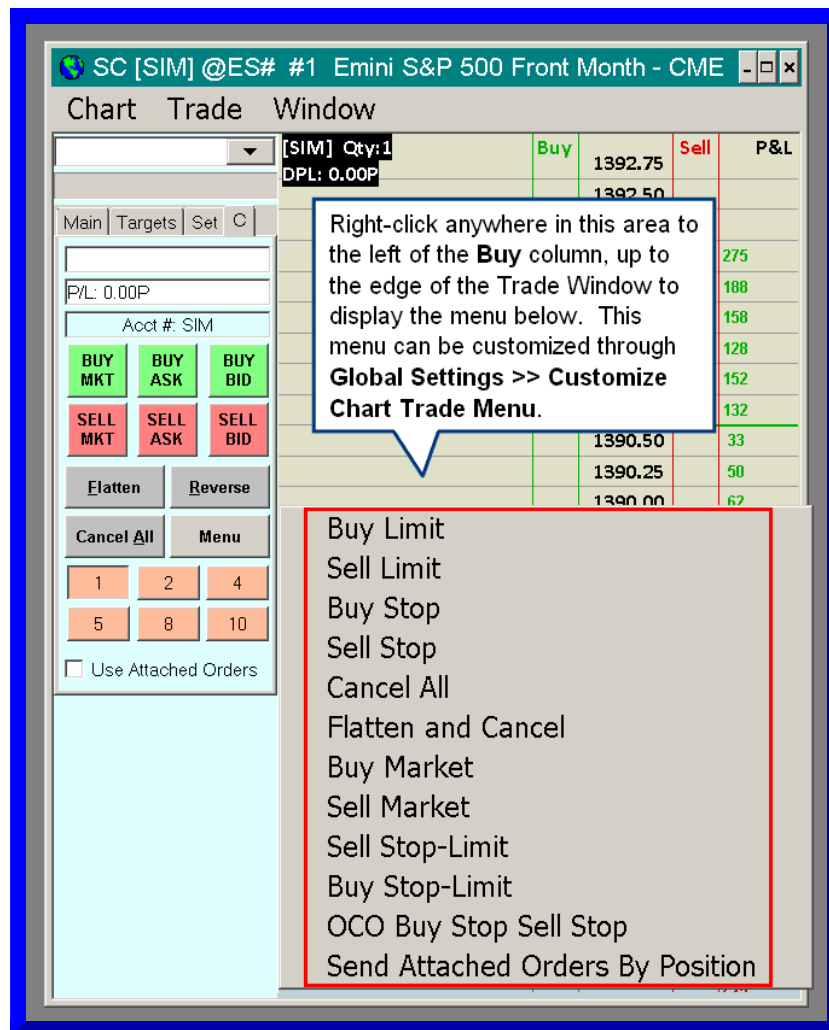 SC [SIM] @ES# #1 Emini S&P 500 Front Month - CME
Chart Trade Window
[SIM] Qty:1 Buy 1392.75 Sell P&L
DPL: 0.00P
1392.50
Main Targets Set C
Right-click anywhere in this area to
the left of the Buy column, up to
the edge of the Trade Window to
display the menu below. This
menu can be customized through
Global Settings >> Customize
Chart Trade Menu.
275
188
158
128
152
132
P/L: 0.00P
Acct #: SIM
BUY MKT
BUY ASK
BUY BID
SELL MKT
SELL ASK
SELL BID
1390.50 33
1390.25 50
1390.00 62
Flatten Reverse
Cancel All Menu
1 2 4
5 8 10
Use Attached Orders
Buy Limit
Sell Limit
Buy Stop
Sell Stop
Cancel All
Flatten and Cancel
Buy Market
Sell Market
Sell Stop-Limit
Buy Stop-Limit
OCO Buy Stop Sell Stop
Send Attached Orders By Position